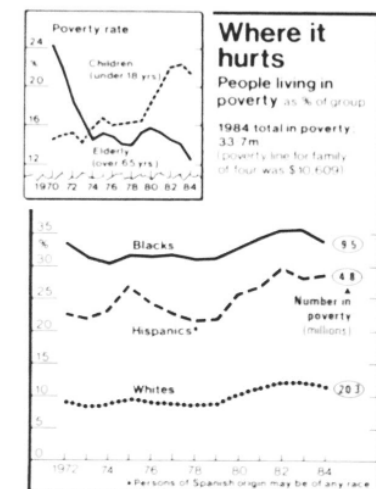 Poverty rate
24
%
20
16
12
Children
(under 18 yrs)
Elderly
(over 65 yrs)
1970 72 74 76 78 80 82 84
Where it
hurts
People living in
poverty as % of group
1984 total in poverty
33 7m
(poverty line for family
of four was $10,609)
35
%
30
25
20
15
10
5
0
Blacks
9 5
4 8
Number in
poverty
(millions)
Hispanics*
Whites
20 3
1972 74 76 78 80 82 84
* Persons of Spanish origin may be of any race